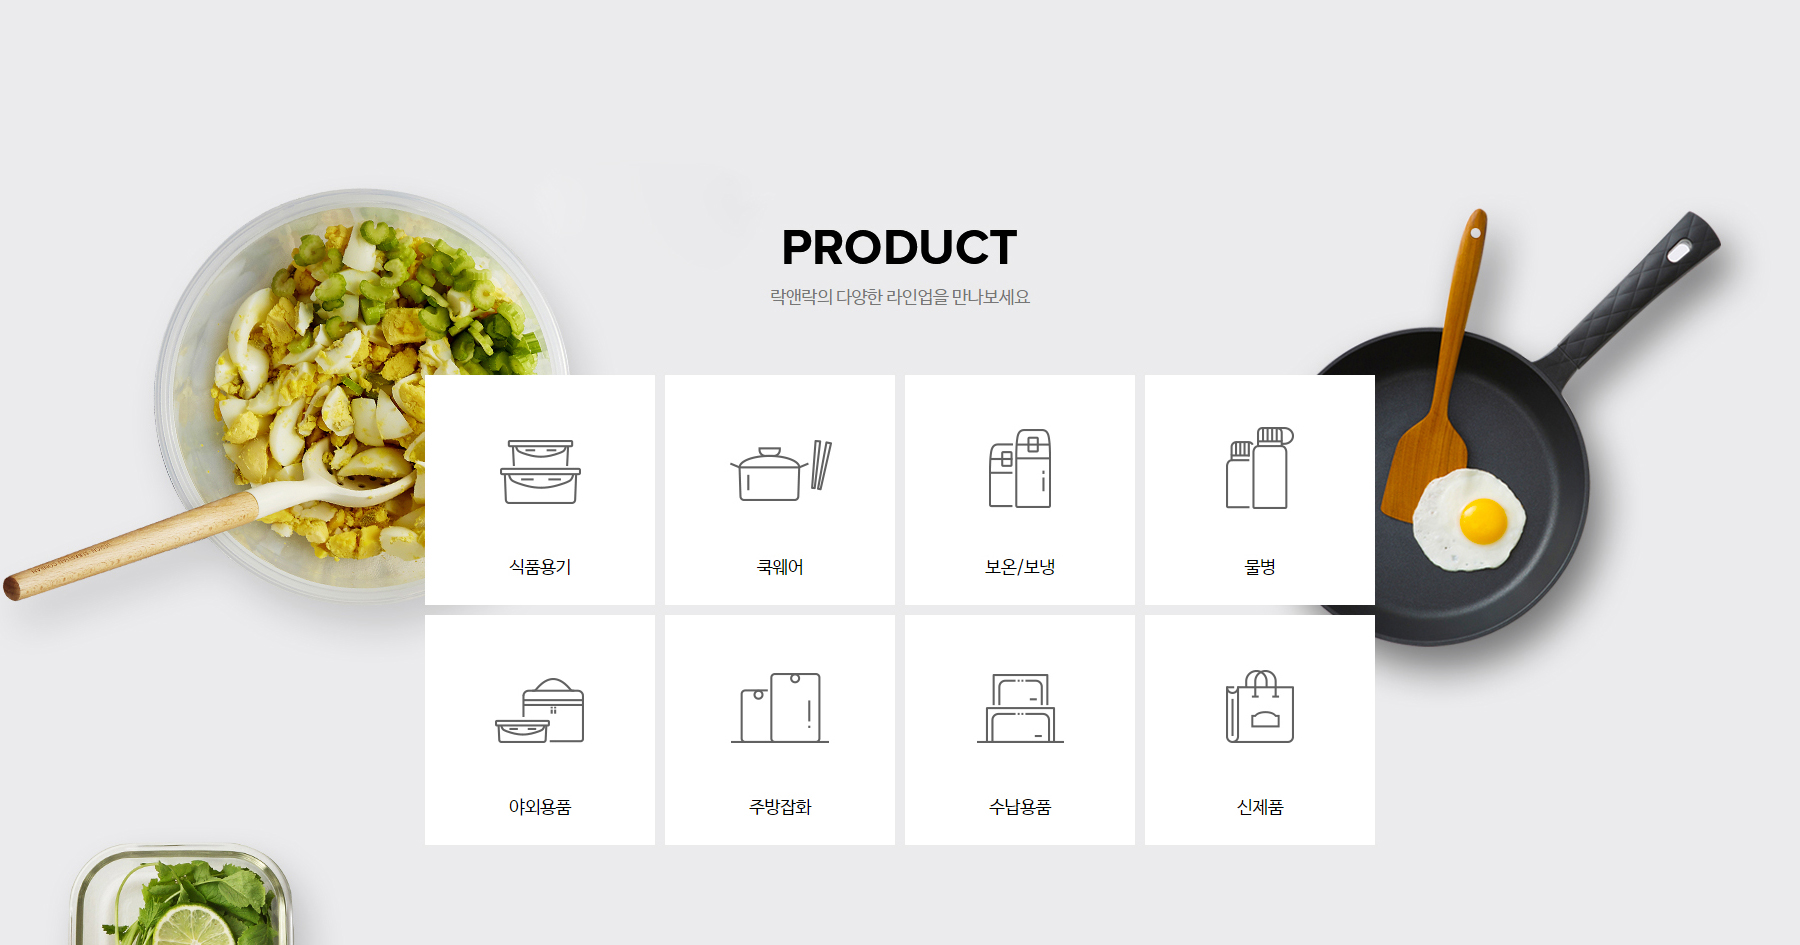 PRODUCT
락앤락의 다양한 라인업을 만나보세요
식품용기
쿡웨어
보온/보냉
물병
야외용품
주방잡화
수납용품
신제품